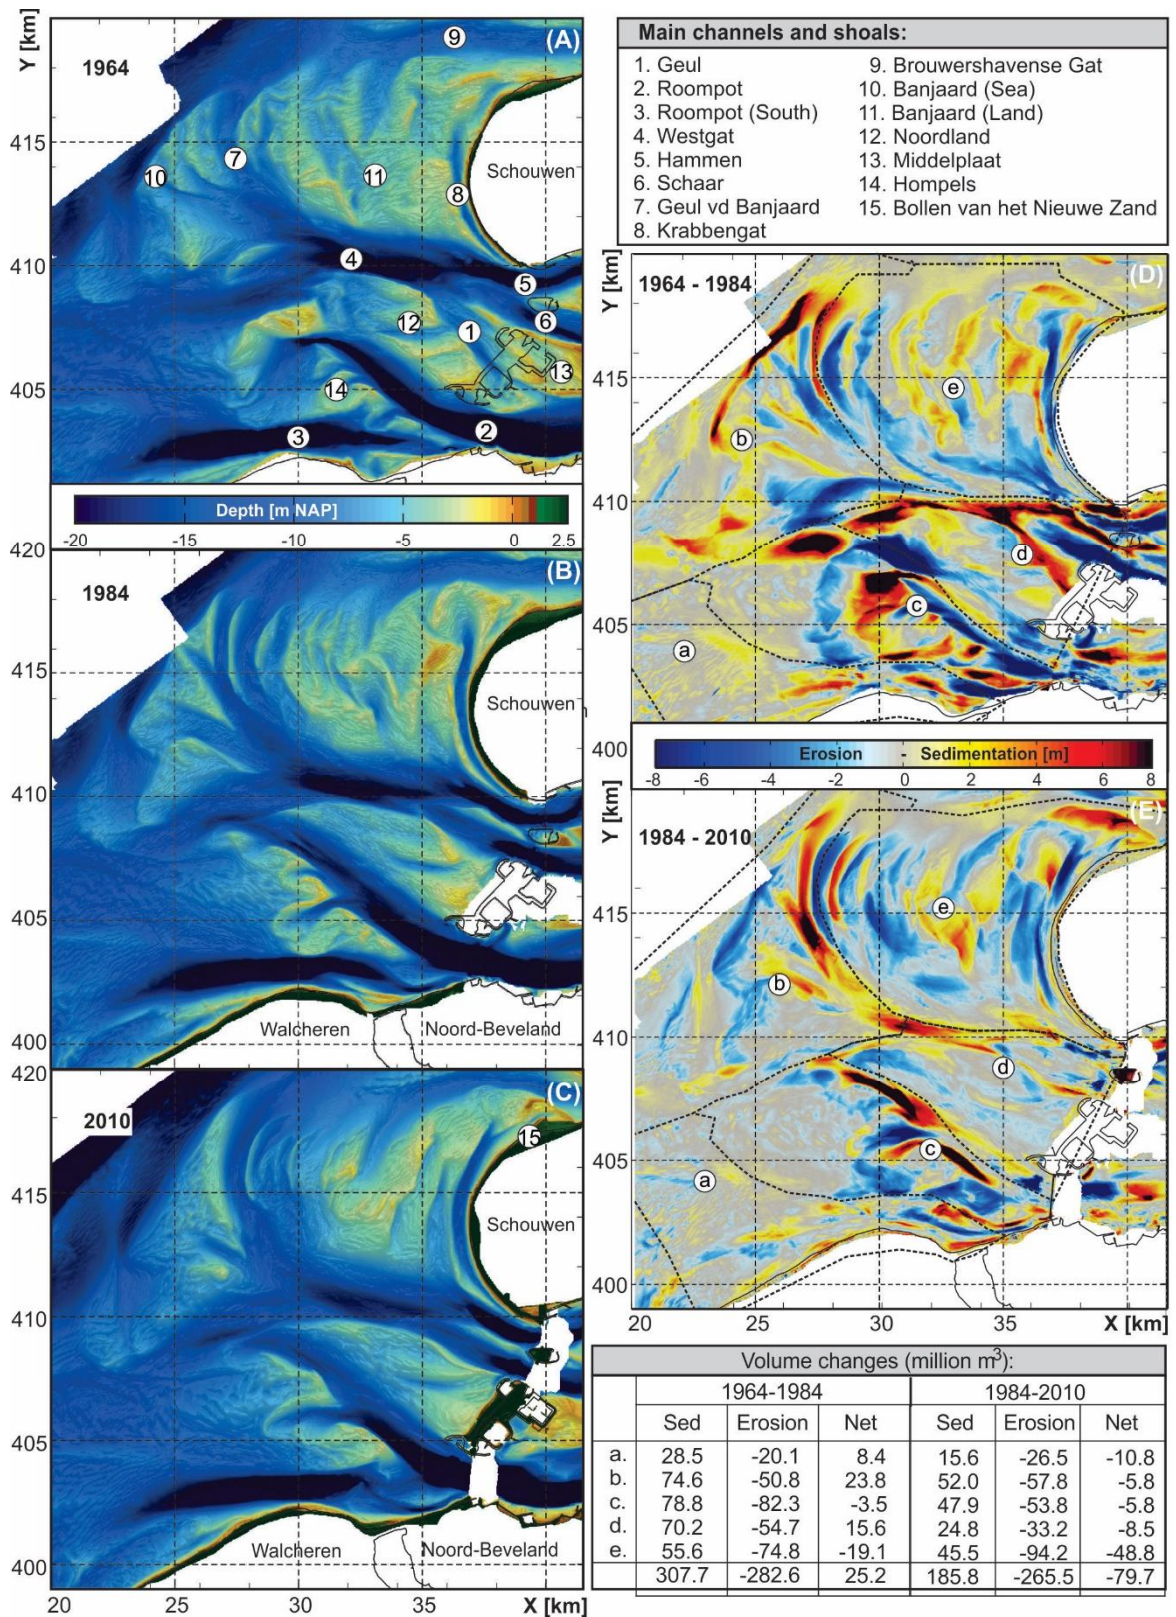 Y [km]
1964
(A)
9
415
7
10
11
8
Schouwen
410
4
5
6
12
1
13
405
14
3
2
Depth [m NAP]
-20 -15 -10 -5 0 2.5
420
1984
(B)
415
Schouwen
410
405
400
Walcheren
Noord-Beveland
420
2010
(C)
15
415
Schouwen
410
405
400
Walcheren
Noord-Beveland
20 25 30 35 X [km]
Main channels and shoals:
1. Geul
2. Roompot
3. Roompot (South)
4. Westgat
5. Hammen
6. Schaar
7. Geul vd Banjaard
8. Krabbengat
9. Brouwershavense Gat
10. Banjaard (Sea)
11. Banjaard (Land)
12. Noordland
13. Middelplaat
14. Hompels
15. Bollen van het Nieuwe Zand
Y [km]
1964 - 1984
(D)
415
e
b
410
d
c
405
a
400
Erosion - Sedimentation [m]
-8 -6 -4 -2 0 2 4 6 8
Y [km]
1984 - 2010
(E)
415
e
b
410
d
c
405
a
400
20 25 30 35 X [km]
Volume changes (million m³):
1964-1984 1984-2010
Sed Erosion Net Sed Erosion Net
a. 28.5 -20.1 8.4 15.6 -26.5 -10.8
b. 74.6 -50.8 23.8 52.0 -57.8 -5.8
c. 78.8 -82.3 -3.5 47.9 -53.8 -5.8
d. 70.2 -54.7 15.6 24.8 -33.2 -8.5
e. 55.6 -74.8 -19.1 45.5 -94.2 -48.8
307.7 -282.6 25.2 185.8 -265.5 -79.7